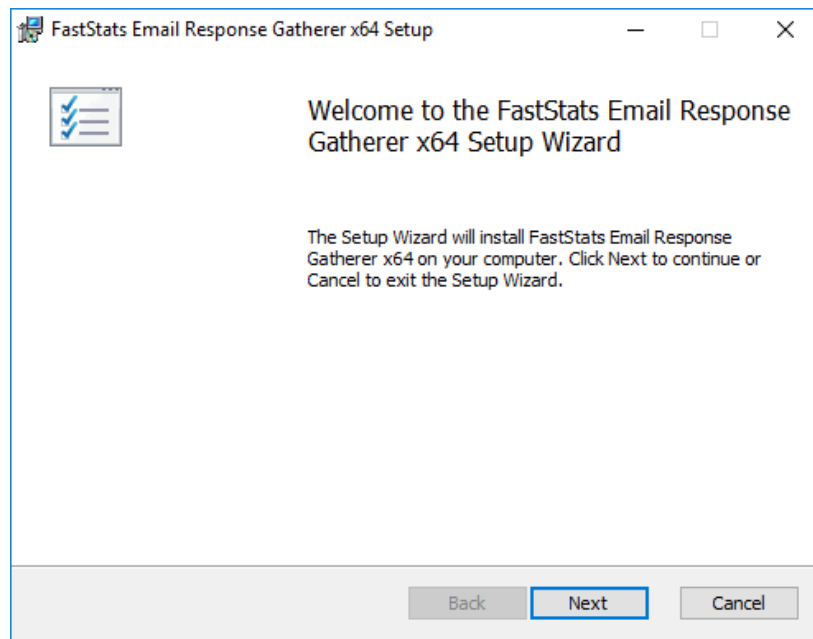 FastStats Email Response Gatherer x64 Setup
Welcome to the FastStats Email Response
Gatherer x64 Setup Wizard
The Setup Wizard will install FastStats Email Response
Gatherer x64 on your computer. Click Next to continue or
Cancel to exit the Setup Wizard.
Back Next Cancel